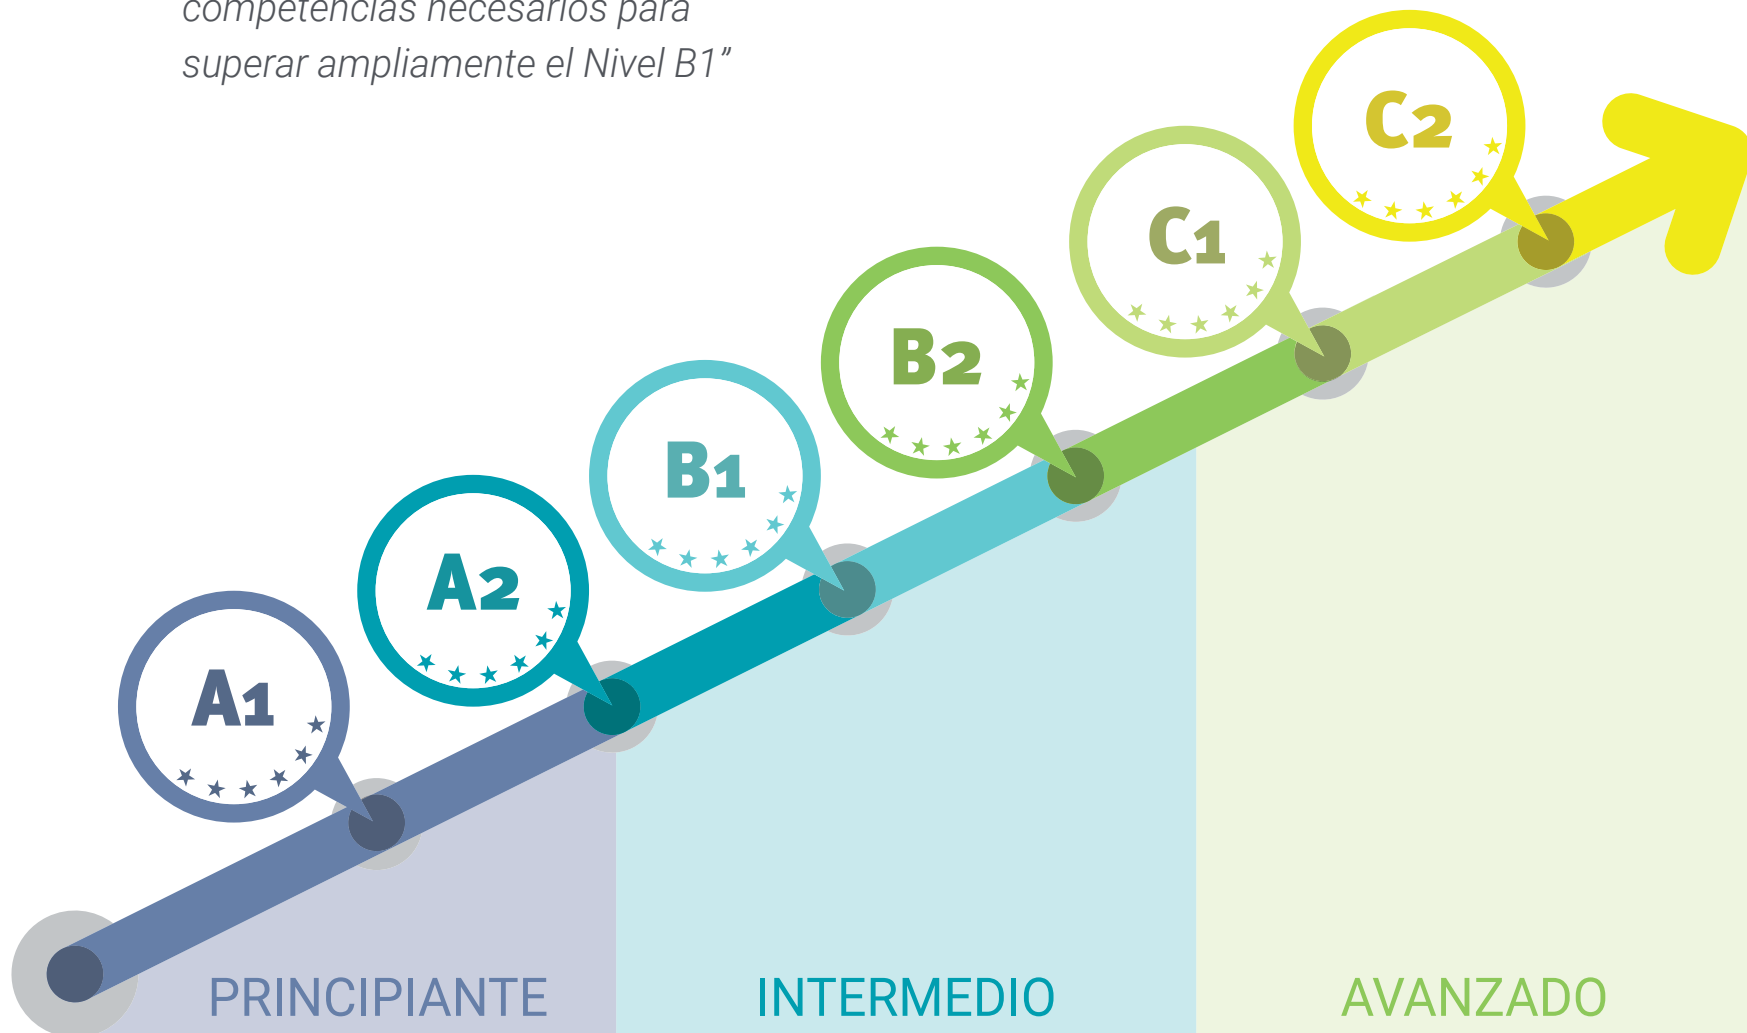 competencias necesarios para
superar ampliamente el Nivel B1”
C2
C1
B2
B1
A2
A1
PRINCIPIANTE
INTERMEDIO
AVANZADO